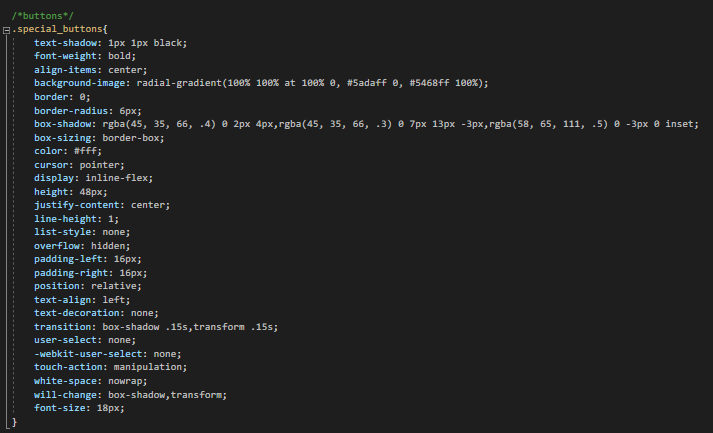 /*buttons*/
.special_buttons{
text-shadow: 1px 1px black;
font-weight: bold;
align-items: center;
background-image: radial-gradient(100% 100% at 100% 0, #5adaff 0, #5468ff 100%);
border: 0;
border-radius: 6px;
box-shadow: rgba(45, 35, 66, .4) 0 2px 4px,rgba(45, 35, 66, .3) 0 7px 13px -3px,rgba(58, 65, 111, .5) 0 -3px 0 inset;
box-sizing: border-box;
color: #fff;
cursor: pointer;
display: inline-flex;
height: 48px;
justify-content: center;
line-height: 1;
list-style: none;
overflow: hidden;
padding-left: 16px;
padding-right: 16px;
position: relative;
text-align: left;
text-decoration: none;
transition: box-shadow .15s,transform .15s;
user-select: none;
-webkit-user-select: none;
touch-action: manipulation;
white-space: nowrap;
will-change: box-shadow,transform;
font-size: 18px;
}